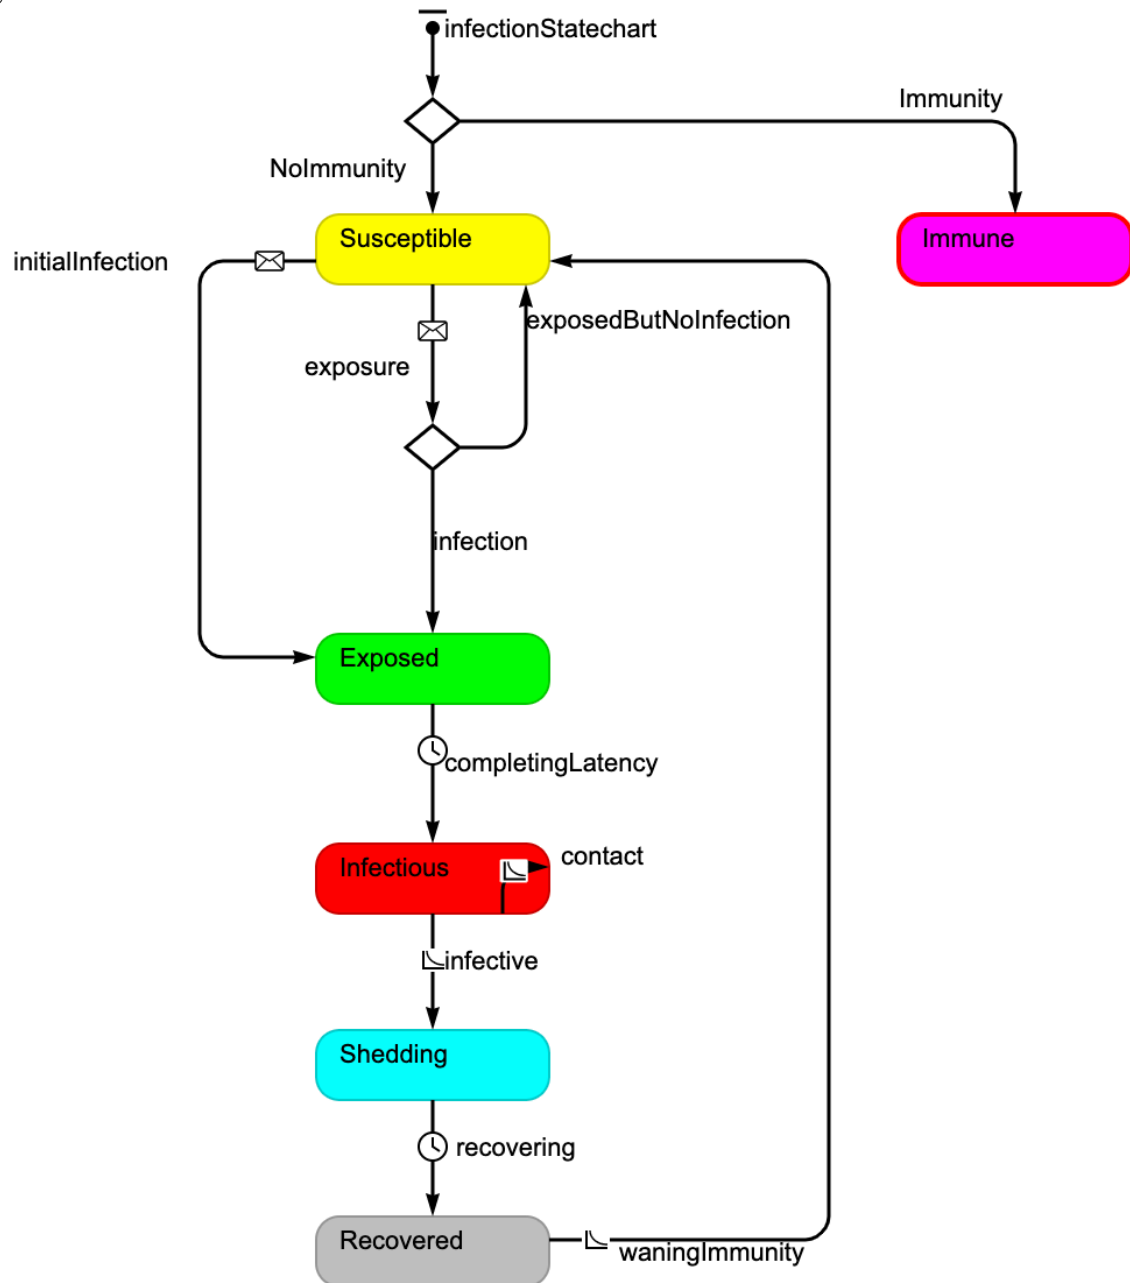 infectionStatechart
Immunity
NoImmunity
Susceptible
Immune
initialInfection
exposedButNoInfection
exposure
infection
Exposed
completingLatency
Infectious
contact
infective
Shedding
recovering
Recovered
waningImmunity